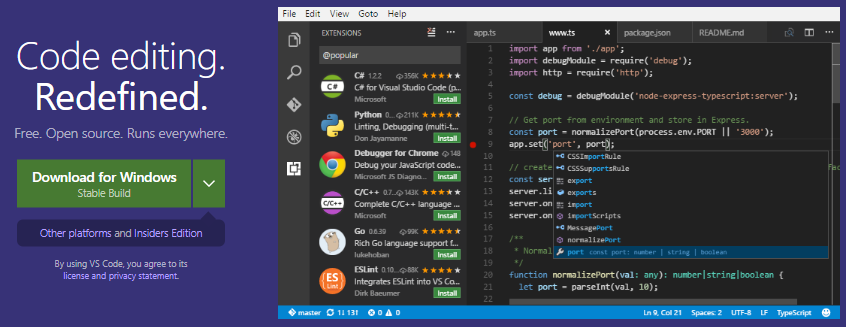 Code editing.
Redefined.
Free. Open source. Runs everywhere.
Download for Windows
Stable Build
Other platforms and Insiders Edition
By using VS Code, you agree to its
license and privacy statement.
File Edit View Goto Help
EXTENSIONS
@popular
C# 1.2.2 356K
C# for Visual Studio Code (p...
Microsoft Install
Python 0... 211K
Linting, Debugging (multi-t...
Don Jayamanne Install
Debugger for Chrome 148
Debug your JavaScript code...
Microsoft JS Diagno... Install
C/C++ 0.7... 143K
Complete C/C++ language ...
Microsoft Install
Go 0.6.39 99K
Rich Go language support f...
lukehoban Install
ESLint 0.10... 88K
Integrates ESLint into VS Co...
Dirk Baeumer Install
app.ts www.ts package.json README.md
1 import app from './app';
2 import debugModule = require('debug');
3 import http = require('http');
4
5 const debug = debugModule('node-express-typescript:server');
6
7 // Get port from environment and store in Express.
8 const port = normalizePort(process.env.PORT || '3000');
9 app.set('port', port);
10
11 // create
12 const ser
13 server.li
14 server.on
15 server.on
16
17 /**
18 * Normal
19 */
20 function normalizePort(val: any): number|string|boolean {
21 let port = parseInt(val, 10);
22
CSSImportRule
CSSSupportsRule
export
exports
import
importScripts
MessagePort
normalizePort
port const port: number | string | boolean
master 1↓ 13↑ 0 0 Ln 9, Col 21 Spaces: 2 UTF-8 LF TypeScript